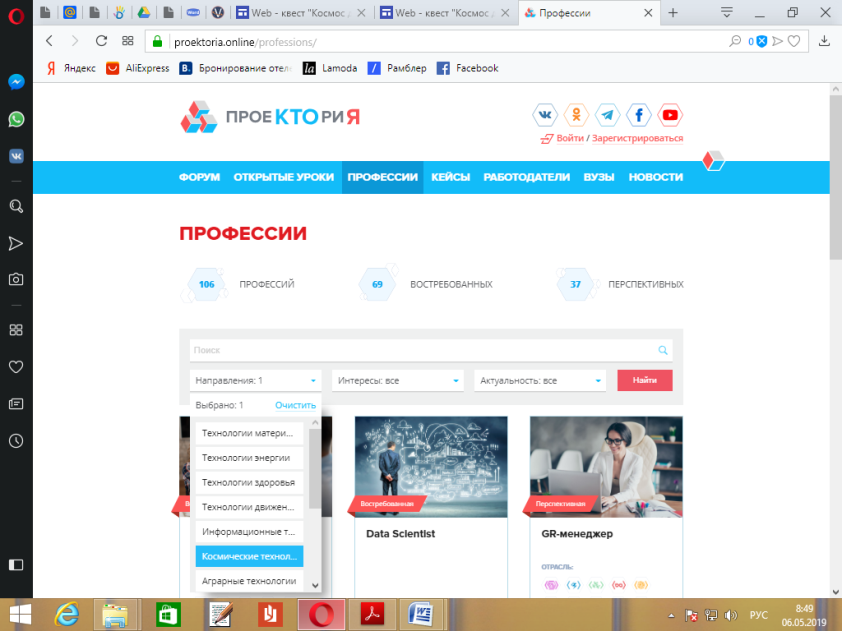 Web - квест "Космос
Web - квест "Космос
Профессии
proektoria.online/professions/
0
Яндекс
AliExpress
B. Бронирование отел
la Lamoda
Рамблер
Facebook
ПРОЕКТОРИЯ
Войти / Зарегистрироваться
ФОРУМ ОТКРЫТЫЕ УРОКИ ПРОФЕССИИ КЕЙСЫ РАБОТОДАТЕЛИ ВУЗЫ НОВОСТИ
ПРОФЕССИИ
106 ПРОФЕССИЙ 69 ВОСТРЕБОВАННЫХ 37 ПЕРСПЕКТИВНЫХ
Поиск
Направления: 1 Интересы: все Актуальность: все Найти
Выбрано: 1 Очистить
Технологии матери...
Технологии энергии
Технологии здоровья
Технологии движен...
Информационные т...
Космические технол...
Аграрные технологии
Востребованная
Data Scientist
Перспективная
GR-менеджер
ОТРАСЛЬ:
РУС
8:49
06.05.2019